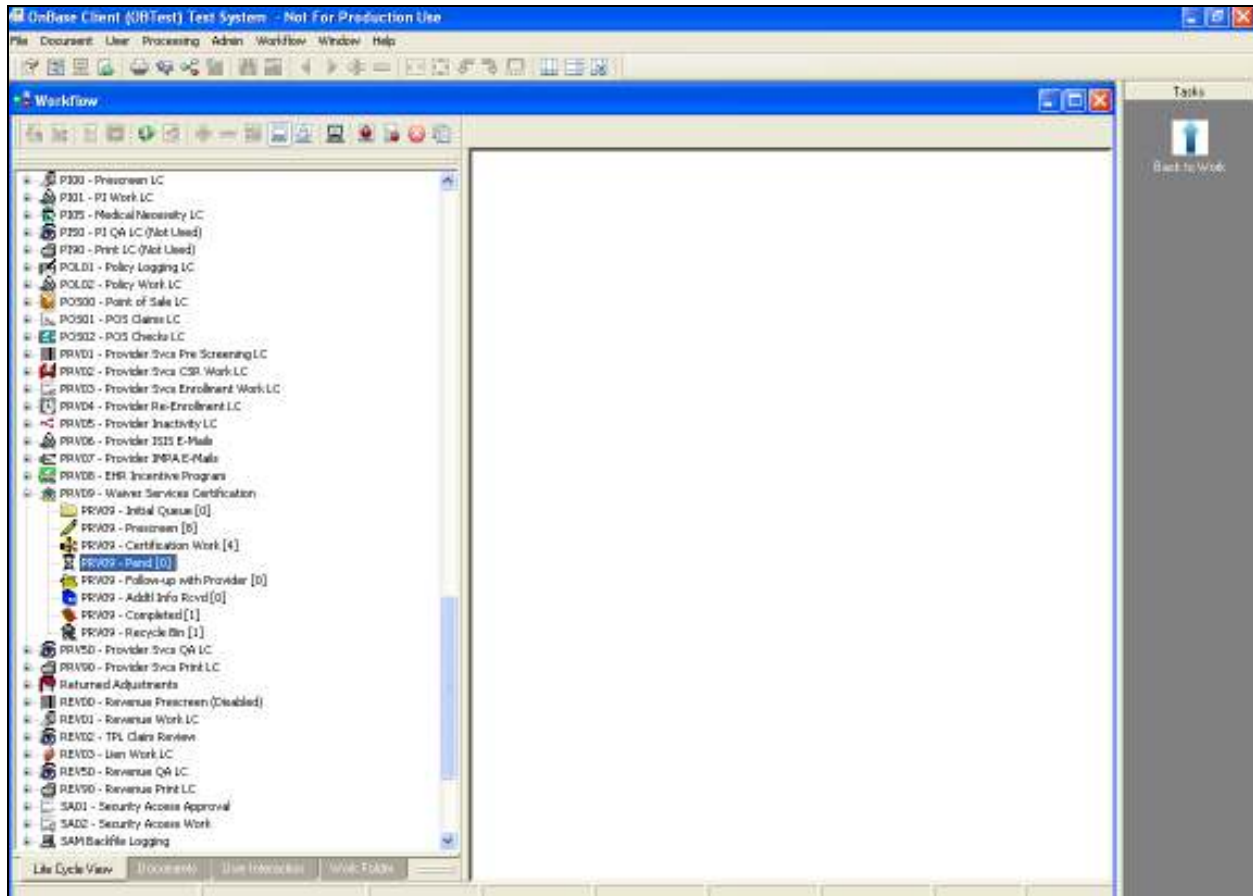 OnBase Client (OBTest) Test System - Not For Production Use
File Document User Processing Admin Workflow Window Help
Workflow
Tasks
Back to Work
PI00 - Prescreen LC
PI01 - PI Work LC
PI05 - Medical Necessity LC
PI50 - PI QA LC (Not Used)
PI90 - Print LC (Not Used)
POL01 - Policy Logging LC
POL02 - Policy Work LC
POS00 - Point of Sale LC
POS01 - POS Claims LC
POS02 - POS Checks LC
PRV01 - Provider Svcs Pre Screening LC
PRV02 - Provider Svcs CSR Work LC
PRV03 - Provider Svcs Enrollment Work LC
PRV04 - Provider Re-Enrollment LC
PRV05 - Provider Inactivity LC
PRV06 - Provider ISIS E-Mails
PRV07 - Provider IMPA E-Mails
PRV08 - EHR Incentive Program
PRV09 - Waiver Services Certification
PRV09 - Initial Queue [0]
PRV09 - Prescreen [6]
PRV09 - Certification Work [4]
PRV09 - Pend [0]
PRV09 - Follow-up with Provider [0]
PRV09 - Addtl Info Rcvd [0]
PRV09 - Completed [1]
PRV09 - Recycle Bin [1]
PRV50 - Provider Svcs QA LC
PRV90 - Provider Svcs Print LC
Returned Adjustments
REV00 - Revenue Prescreen (Disabled)
REV01 - Revenue Work LC
REV02 - TPL Claim Review
REV03 - Lien Work LC
REV50 - Revenue QA LC
REV90 - Revenue Print LC
SA01 - Security Access Approval
SA02 - Security Access Work
SAM Backfile Logging
Life Cycle View Documents User Interaction Work Folder